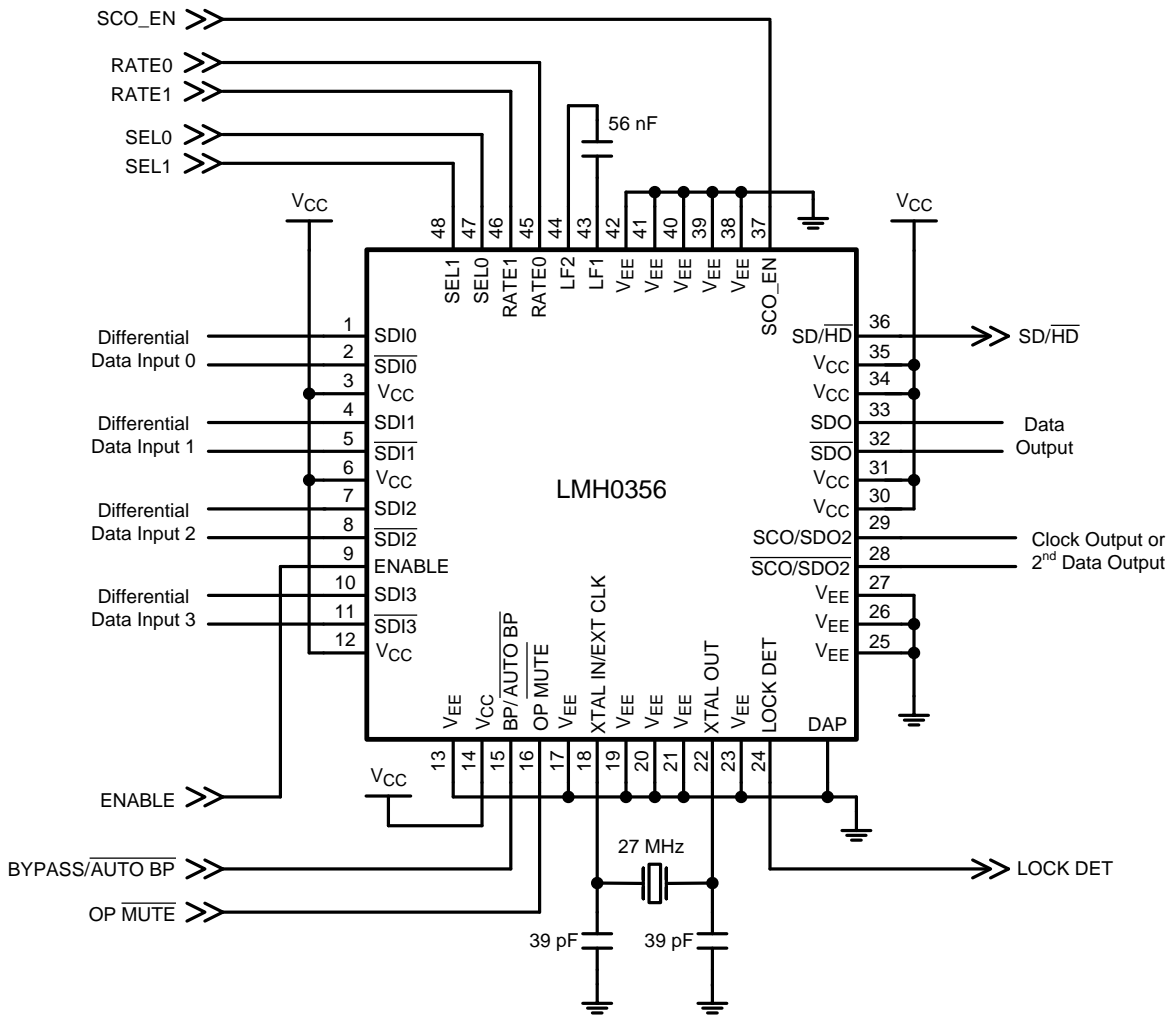 SCO_EN
RATE0
RATE1
SEL0
SEL1
56 nF
VCC
VCC
48
47
46
45
44
43
42
41
40
39
38
37
SEL1
SEL0
RATE1
RATE0
LF2
LF1
VEE
VEE
VEE
VEE
VEE
SCO_EN
Differential
Data Input 0
1
SDI0
2
SDI0
3
VCC
Differential
Data Input 1
4
SDI1
5
SDI1
6
VCC
Differential
Data Input 2
7
SDI2
8
SDI2
9
ENABLE
Differential
Data Input 3
10
SDI3
11
SDI3
12
VCC
LMH0356
SD/HD
36
SD/HD
VCC
35
VCC
34
SDO
33
SDO
32
Data
Output
VCC
31
VCC
30
SCO/SDO2
29
SCO/SDO2
28
Clock Output or
2nd Data Output
VEE
27
VEE
26
VEE
25
VEE
VCC
BP/AUTO BP
OP MUTE
VEE
XTAL IN/EXT CLK
VEE
VEE
VEE
XTAL OUT
VEE
LOCK DET
DAP
13
14
15
16
17
18
19
20
21
22
23
24
VCC
ENABLE
BYPASS/AUTO BP
OP MUTE
27 MHz
39 pF
39 pF
LOCK DET